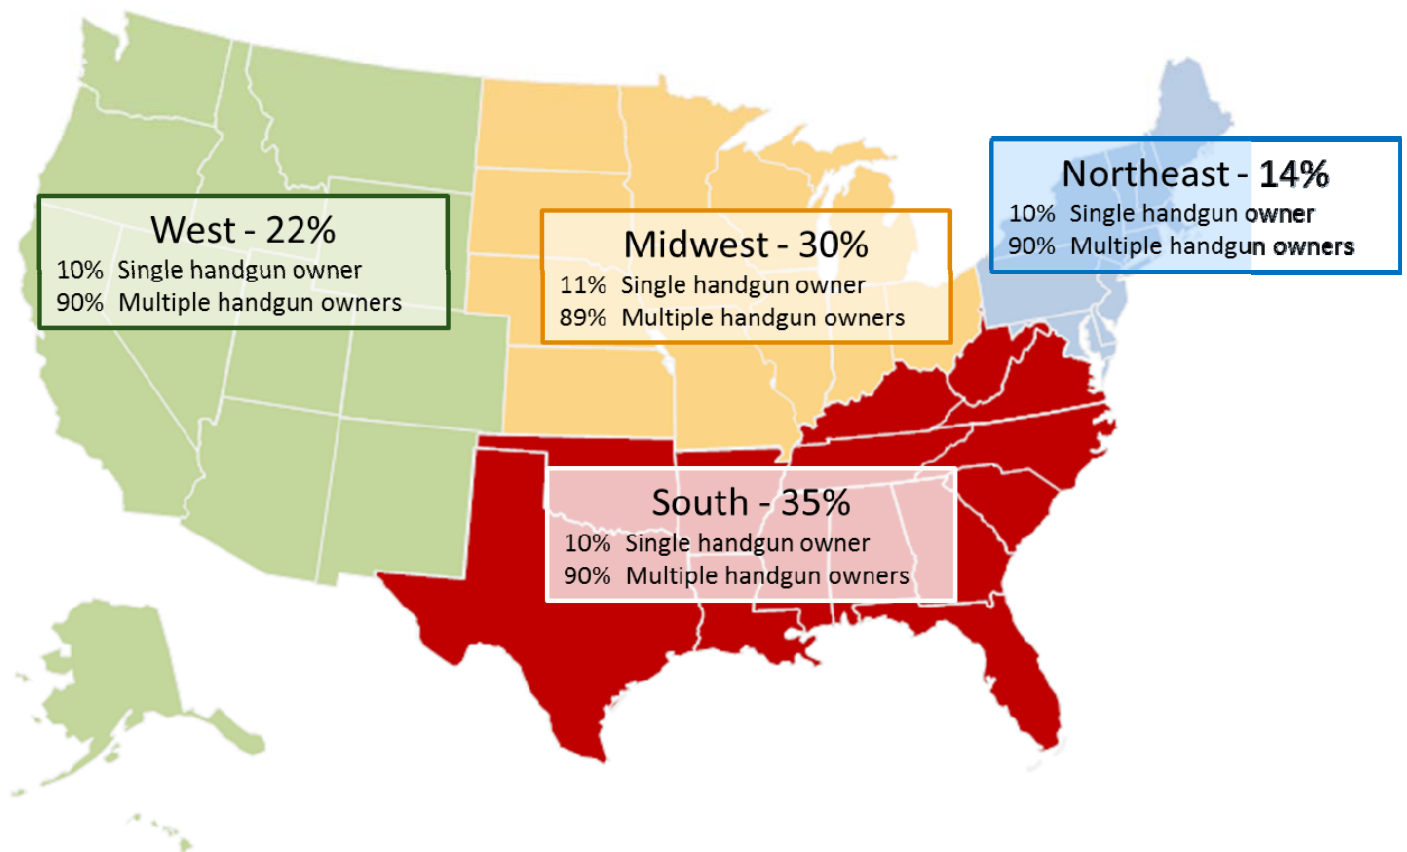 Northeast - 14%
10% Single handgun owner
90% Multiple handgun owners
West - 22%
10% Single handgun owner
90% Multiple handgun owners
Midwest - 30%
11% Single handgun owner
89% Multiple handgun owners
South - 35%
10% Single handgun owner
90% Multiple handgun owners